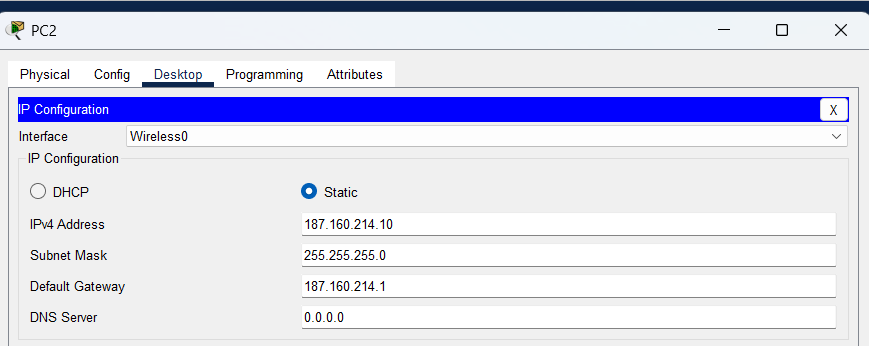 PC2
Physical Config Desktop Programming Attributes
IP Configuration X
Interface Wireless0
IP Configuration
DHCP Static
IPv4 Address 187.160.214.10
Subnet Mask 255.255.255.0
Default Gateway 187.160.214.1
DNS Server 0.0.0.0